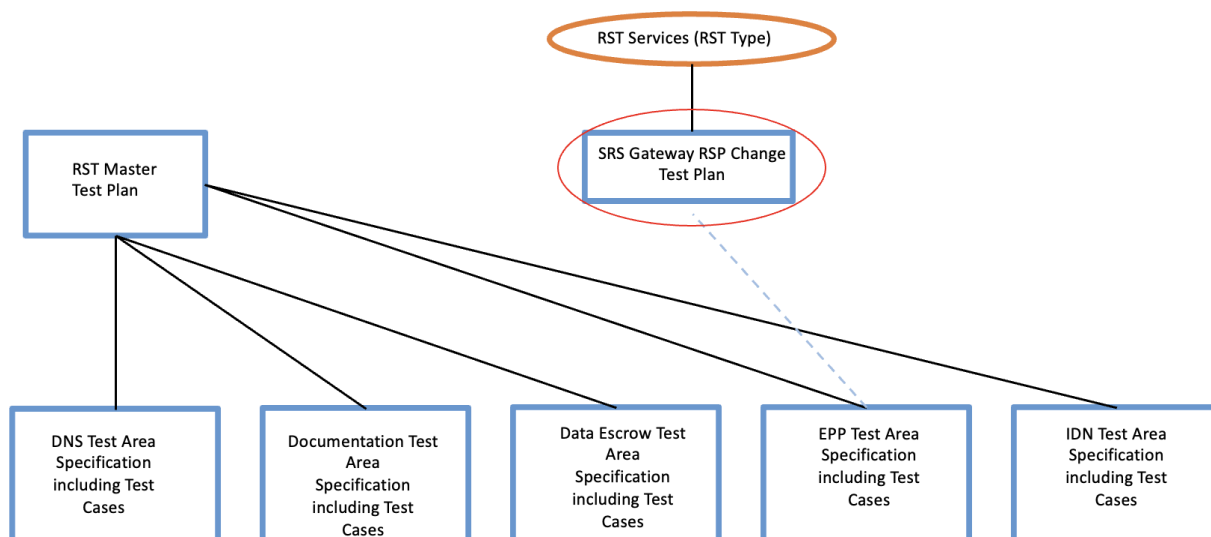 RST Services (RST Type)
RST Master
Test Plan
SRS Gateway RSP Change
Test Plan
DNS Test Area
Specification
including Test
Cases
Documentation Test
Area
Specification
including Test
Cases
Data Escrow Test
Area
Specification
including Test
Cases
EPP Test Area
Specification
including Test
Cases
IDN Test Area
Specification
including Test
Cases